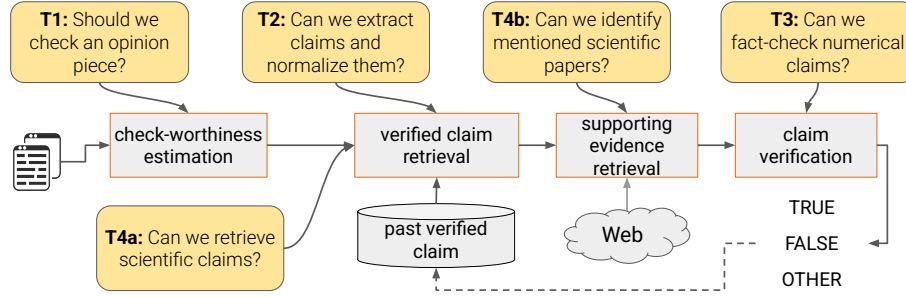 T1: Should we
check an opinion
piece?
T2: Can we extract
claims and
normalize them?
T4b: Can we identify
mentioned scientific
papers?
T3: Can we
fact-check numerical
claims?
check-worthiness
estimation
verified claim
retrieval
supporting
evidence
retrieval
claim
verification
T4a: Can we retrieve
scientific claims?
past verified
claim
Web
TRUE
FALSE
OTHER